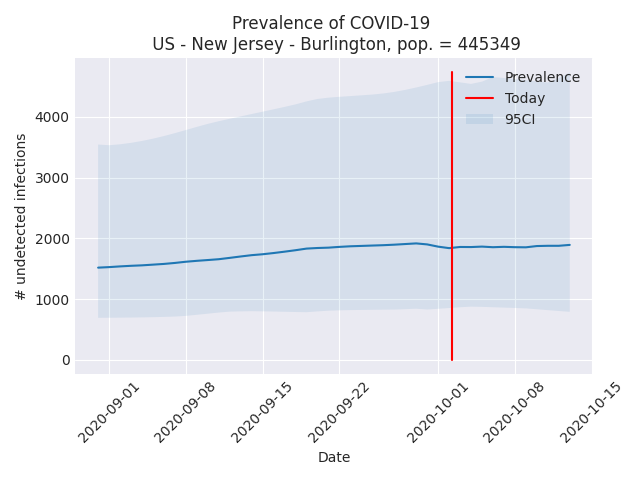 Prevalence of COVID-19
US - New Jersey - Burlington, pop. = 445349
Prevalence
Today
95CI
# undetected infections
4000
3000
2000
1000
0
2020-09-01
2020-09-08
2020-09-15
2020-09-22
2020-10-01
2020-10-08
2020-10-15
Date